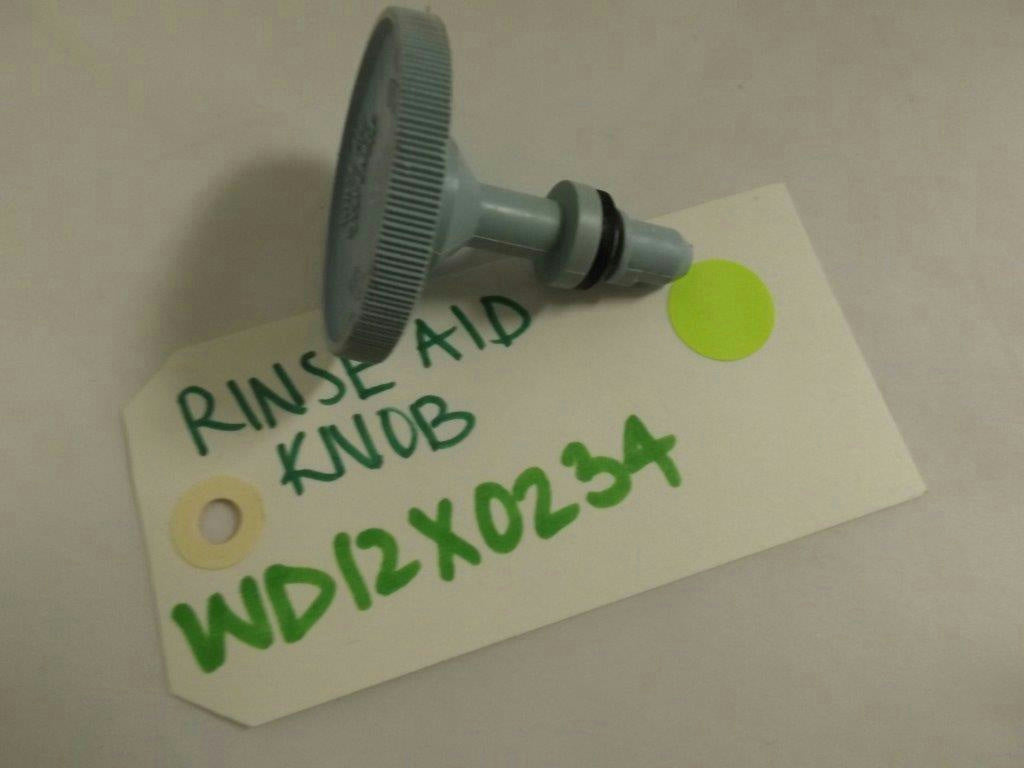 RINSE AID
KNOB
WD12X0234